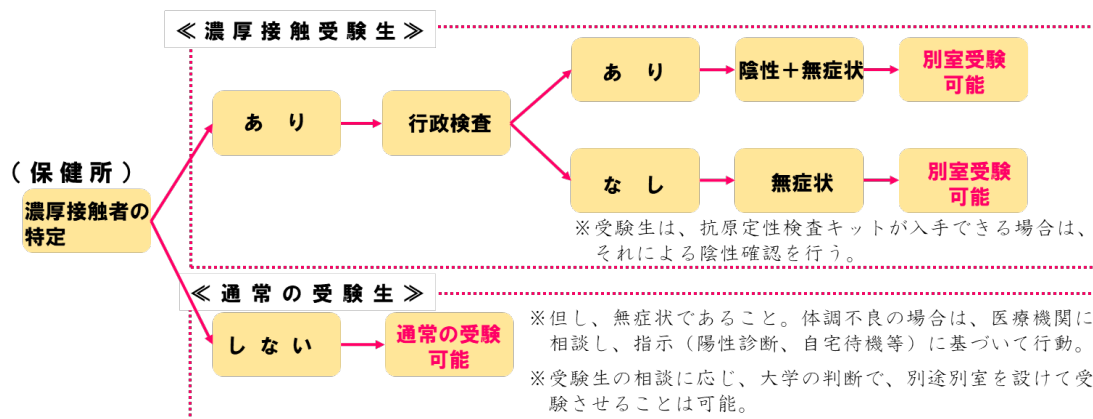 ≪濃厚接触受験生≫
あり
行政検査
あり
陰性＋無症状
別室受験
可能
なし
無症状
別室受験
可能
※受験生は、抗原定性検査キットが入手できる場合は、
それによる陰性確認を行う。
（保健所）
濃厚接触者の
特定
≪通常の受験生≫
しない
通常の受験
可能
※但し、無症状であること。体調不良の場合は、医療機関に
相談し、指示（陽性診断、自宅待機等）に基づいて行動。
※受験生の相談に応じ、大学の判断で、別途別室を設けて受
験させることは可能。